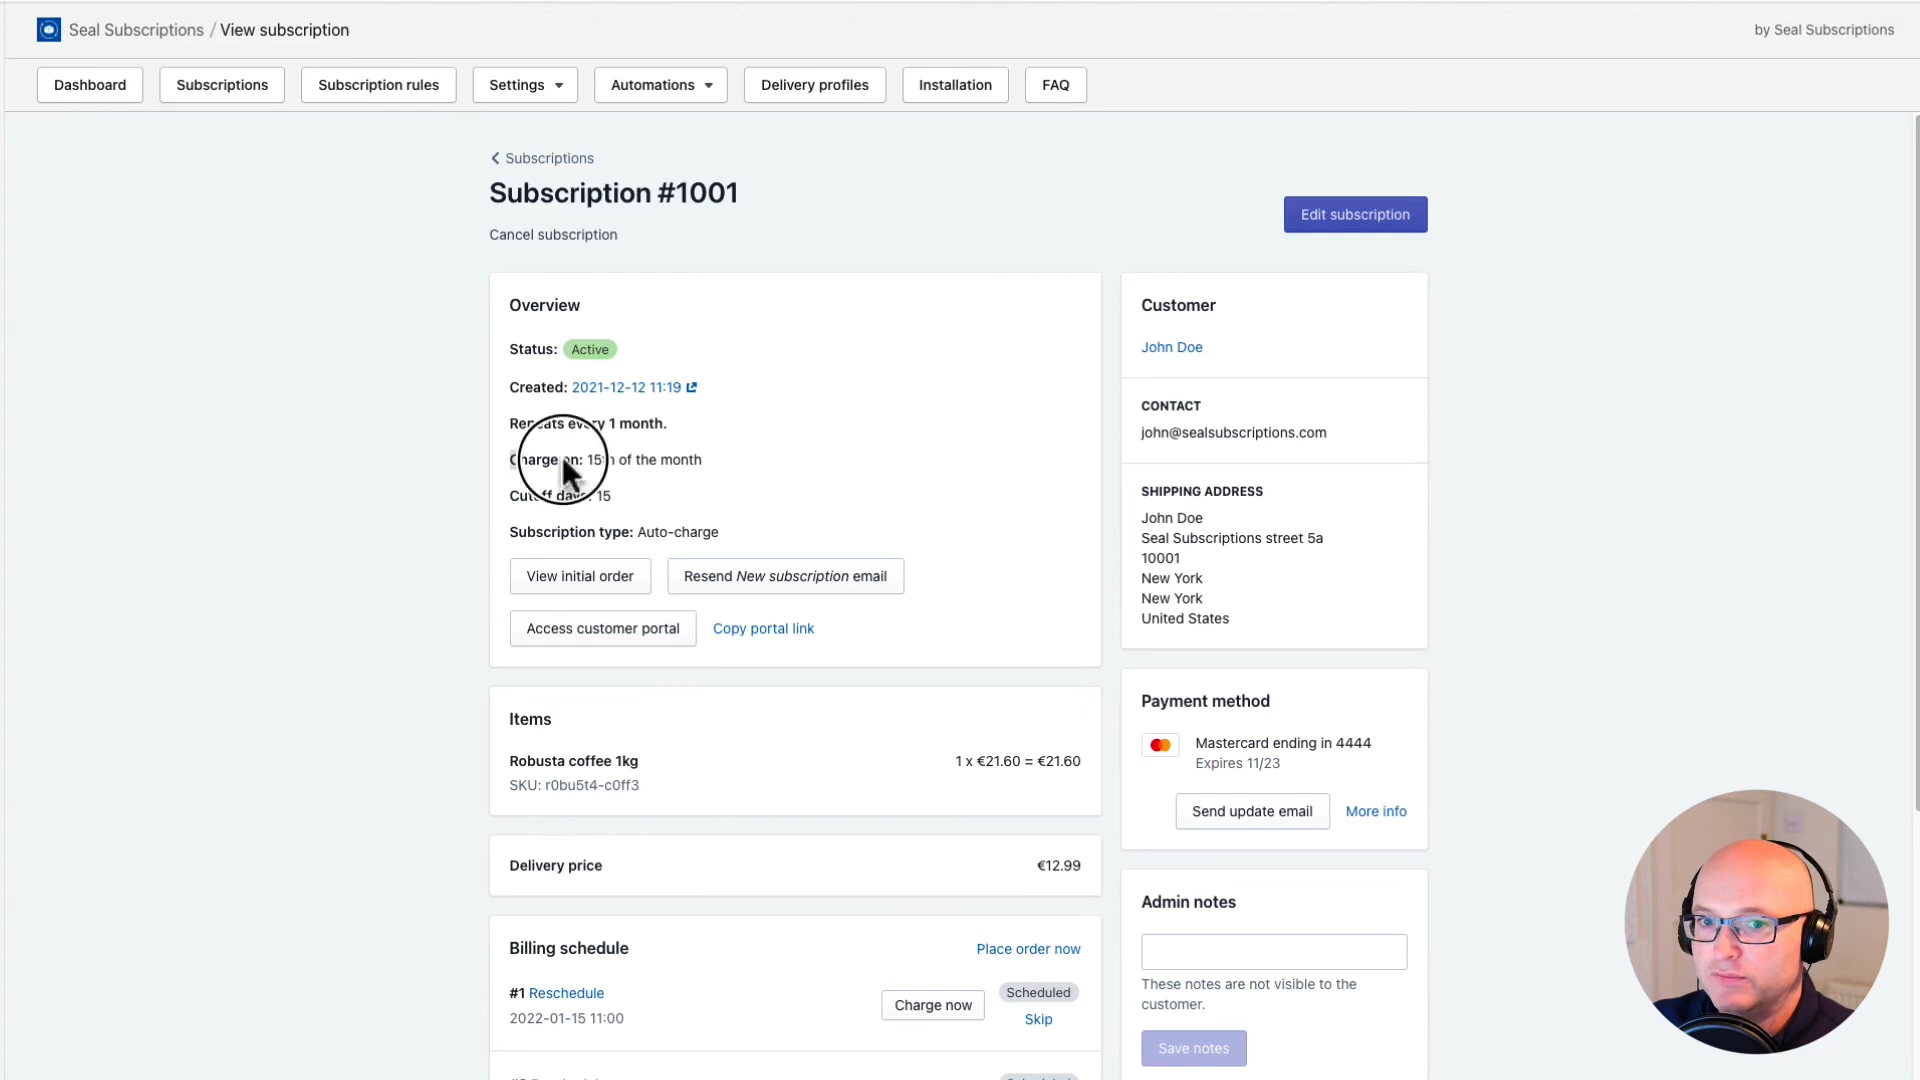 Seal Subscriptions / View subscription
by Seal Subscriptions
Dashboard
Subscriptions
Subscription rules
Settings
Automations
Delivery profiles
Installation
FAQ
Subscriptions
Subscription #1001
Cancel subscription
Edit subscription
Overview
Status: Active
Created: 2021-12-12 11:19
Repeats every 1 month.
Charge on: 15th of the month
Cutoff days: 15
Subscription type: Auto-charge
View initial order
Resend New subscription email
Access customer portal
Copy portal link
Items
Robusta coffee 1kg
1 x €21.60 = €21.60
SKU: r0bu5t4-c0ff3
Delivery price
€12.99
Billing schedule
Place order now
#1 Reschedule
2022-01-15 11:00
Charge now
Scheduled
Skip
Customer
John Doe
CONTACT
john@sealsubscriptions.com
SHIPPING ADDRESS
John Doe
Seal Subscriptions street 5a
10001
New York
New York
United States
Payment method
Mastercard ending in 4444
Expires 11/23
Send update email
More info
Admin notes
These notes are not visible to the
customer.
Save notes